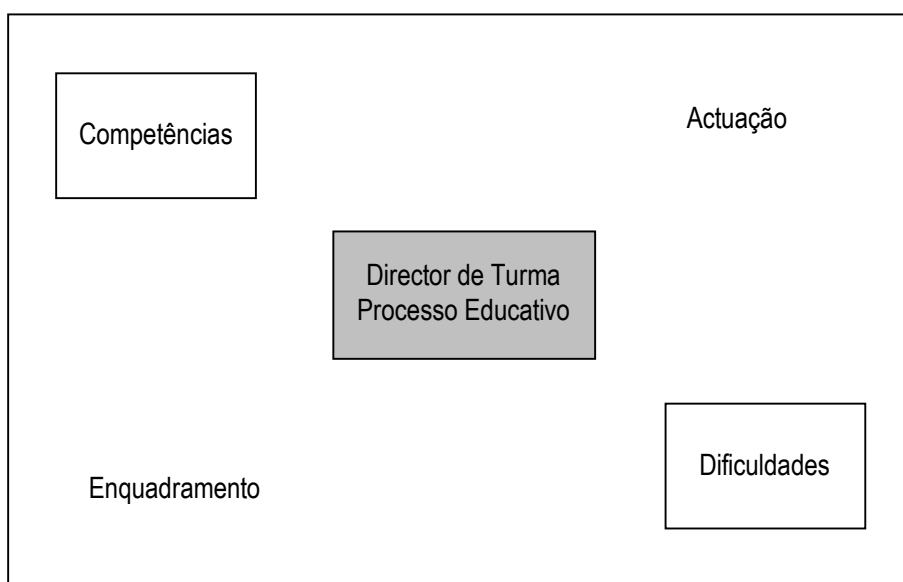 Competências
Actuação
Director de Turma
Processo Educativo
Dificuldades
Enquadramento